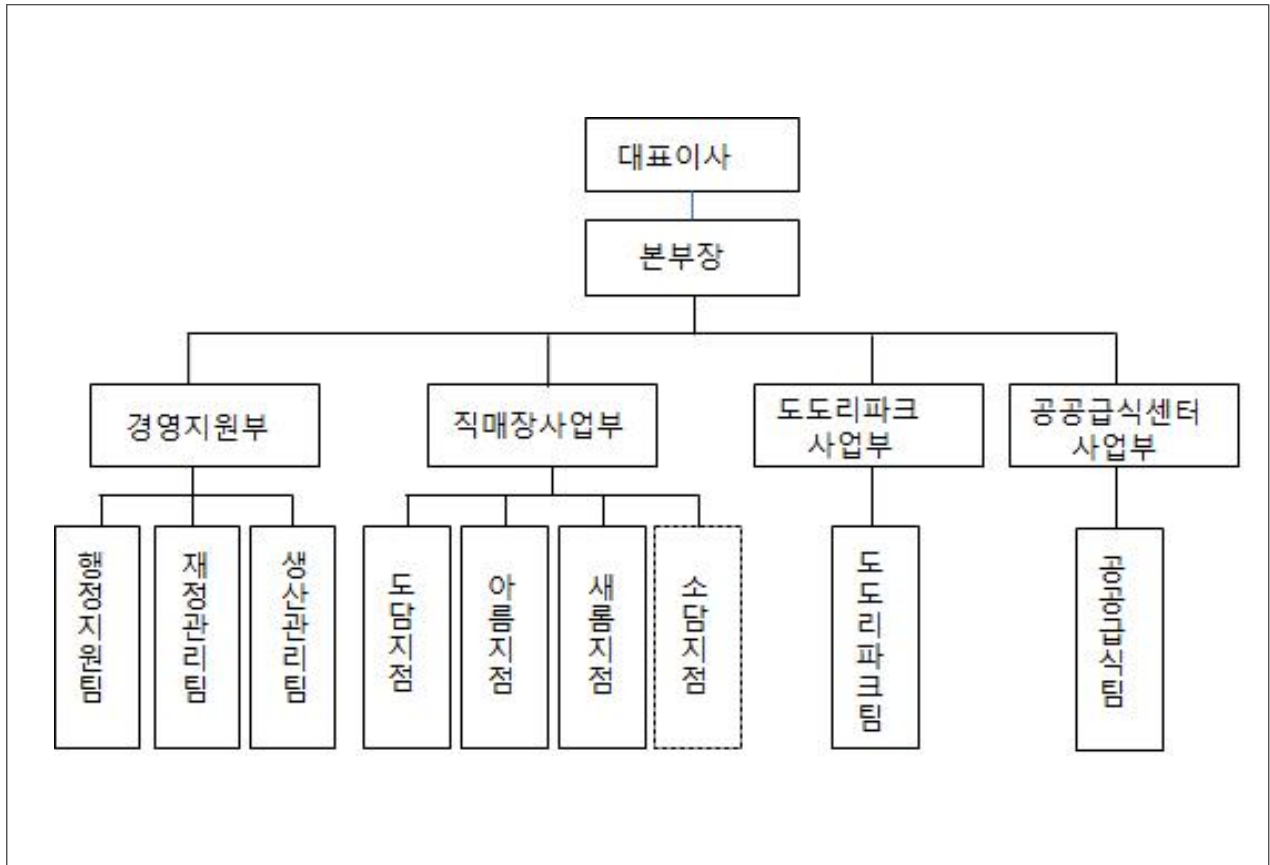 대표이사
본부장
경영지원부
직매장사업부
도도리파크
사업부
공공급식센터
사업부
행정지원팀
재정관리팀
생산관리팀
도담지점
아름지점
새롬지점
소담지점
도도리파크팀
공공급식팀